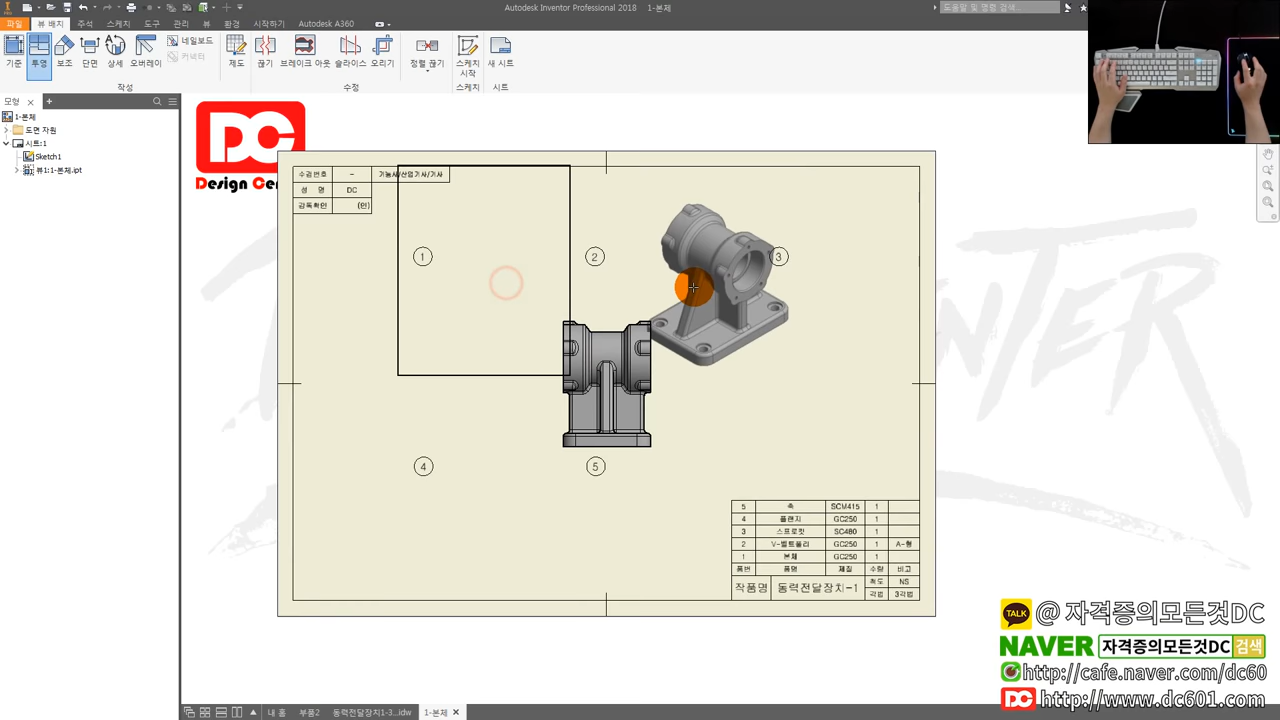 Autodesk Inventor Professional 2018 1-본체
도움말 및 명령 검색...
파일 뷰 배치 주석 스케치 도구 관리 환경 시작하기 Autodesk A360
기준 투영 보조 단면 상세 오버레이 네일보드 커넥터 제도 끊기 브레이크 아웃 슬라이스 오리기 정렬 끊기 스케치 시작 새 시트
작성 수정 스케치 시트
모형
1-본체
도면 자원
시트:1
Sketch1
뷰1:1-본체.ipt
DC
수검번호 - 기능사/산업기사/기사
성 명 DC
감독확인 (인)
1 2 3
4 5
5 축 SCM415 1
4 플랜지 GC250 1
3 스프로킷 SC480 1
2 V-벨트풀리 GC250 1 A-형
1 본체 GC250 1
품번 품명 재질 수량 비고
작품명 동력전달장치-1 척도 NS
각법 3각법
TALK @ 자격증의모든것DC
NAVER 자격증의모든것DC 검색
http://cafe.naver.com/dc60
DC http://www.dc601.com
내 홈 부품2 동력전달장치1-3...idw 1-본체